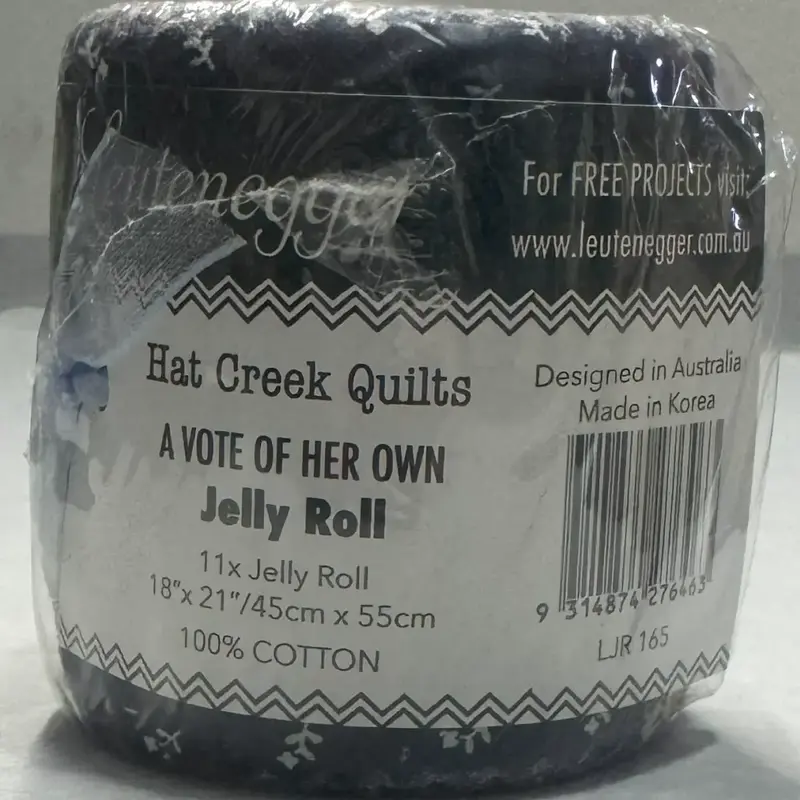 Leutenegger
For FREE PROJECTS visit:
www.leutenegger.com.au
Hat Creek Quilts
A VOTE OF HER OWN
Jelly Roll
11x Jelly Roll
18"x 21"/45cm x 55cm
100% COTTON
Designed in Australia
Made in Korea
9 314874 276463
LJR 165